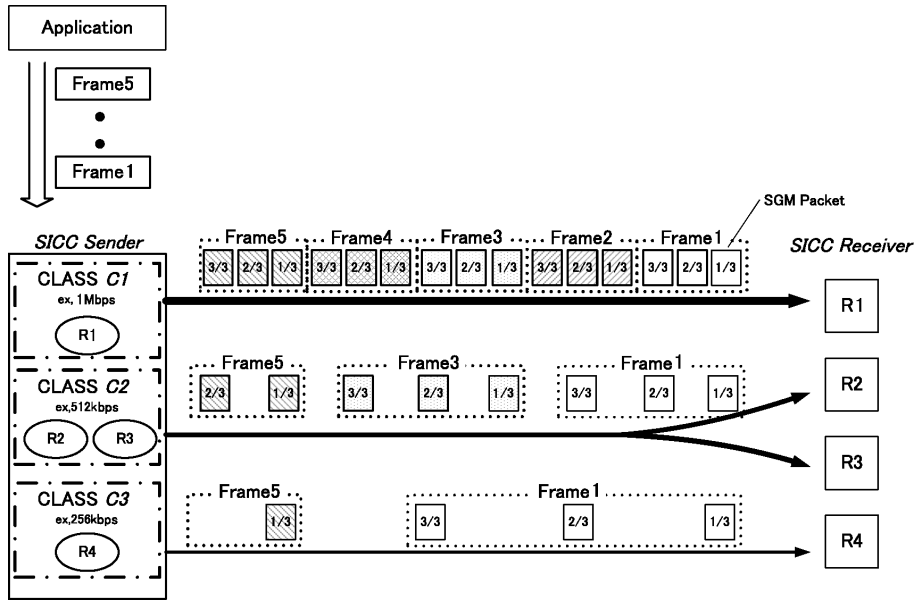 Application
Frame5
Frame1
SGM Packet
SICC Sender
SICC Receiver
Frame5 Frame4 Frame3 Frame2 Frame1
3/3 2/3 1/3 3/3 2/3 1/3 3/3 2/3 1/3 3/3 2/3 1/3 3/3 2/3 1/3
CLASS C1
ex, 1Mbps
R1
R1
Frame5 Frame3 Frame1
2/3 1/3 3/3 2/3 1/3 3/3 2/3 1/3
CLASS C2
ex,512kbps
R2 R3
R2
R3
Frame5 Frame1
1/3 3/3 2/3 1/3
CLASS C3
ex,256kbps
R4
R4